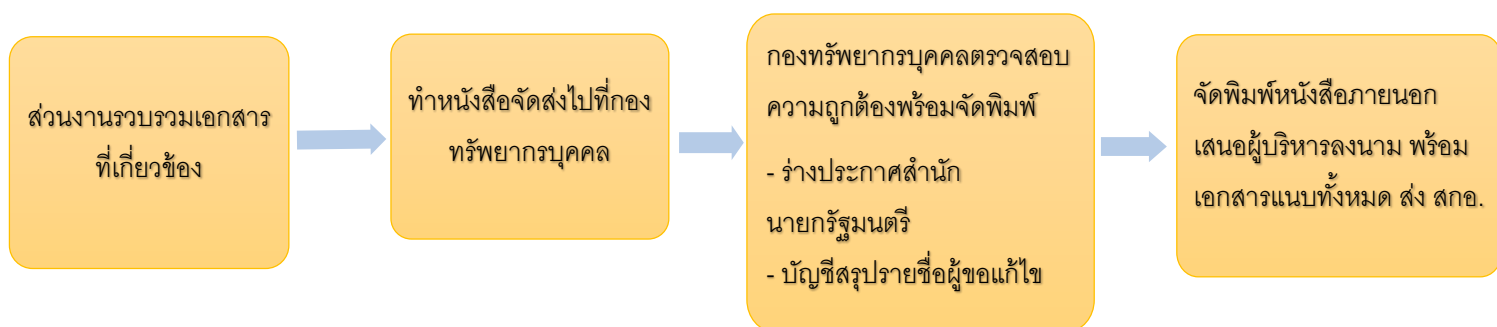 ส่วนงานรวบรวมเอกสาร
ที่เกี่ยวข้อง
ทำหนังสือจัดส่งไปที่กอง
ทรัพยากรบุคคล
กองทรัพยากรบุคคลตรวจสอบ
ความถูกต้องพร้อมจัดพิมพ์
- ร่างประกาศสำนัก
นายกรัฐมนตรี
- บัญชีสรุปรายชื่อผู้ขอแก้ไข
จัดพิมพ์หนังสือภายนอก
เสนอผู้บริหารลงนาม พร้อม
เอกสารแนบทั้งหมด ส่ง สกอ.